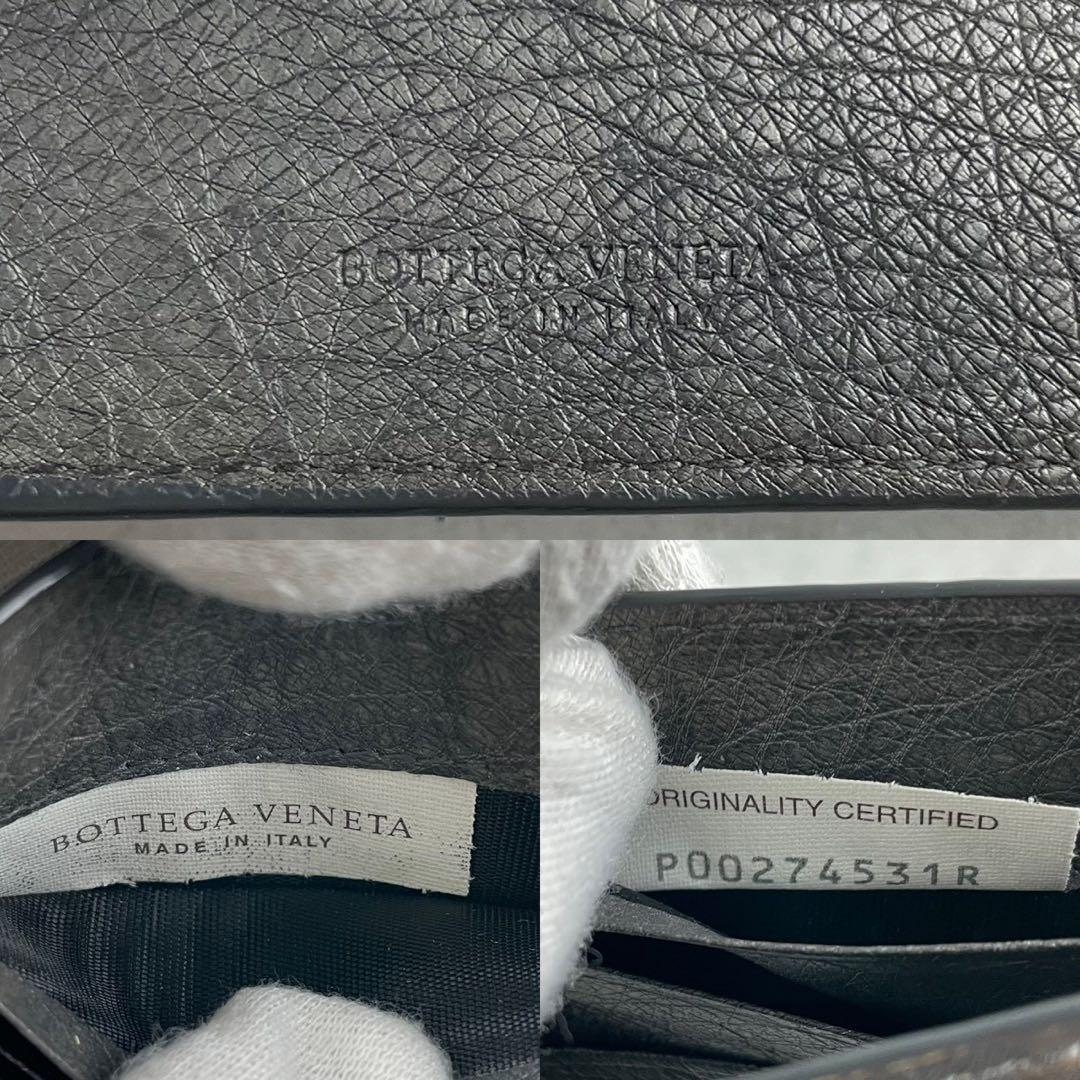 BOTTEGA VENETA
MADE IN ITALY
BOTTEGA VENETA
MADE IN ITALY
ORIGINALITY CERTIFIED
P00274531R